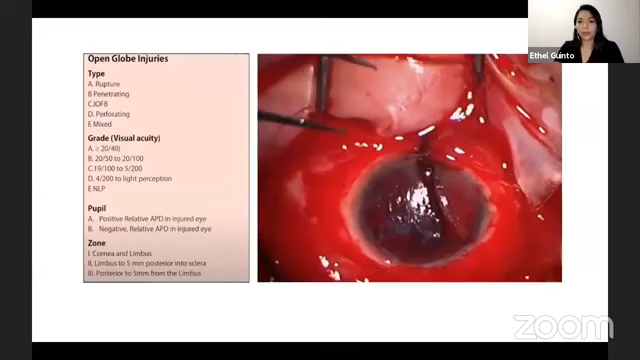 Open Globe Injuries
Type
A. Rupture
B Penetrating
C.IOFB
D. Perforating
E Mixed
Grade (Visual acuity)
A. ≥ 20/40)
B. 20/50 to 20/100
C.19/100 to 5/200
D. 4/200 to light perception
E NLP
Pupil
A. Positive Relative APD in injured eye
B. Negative, Relative APD in injured eye
Zone
I. Cornea and Limbus
II, Limbus to 5 mm posterior into sclera
III. Posterior to 5mm from the Limbus
Ethel Guinto
zoom